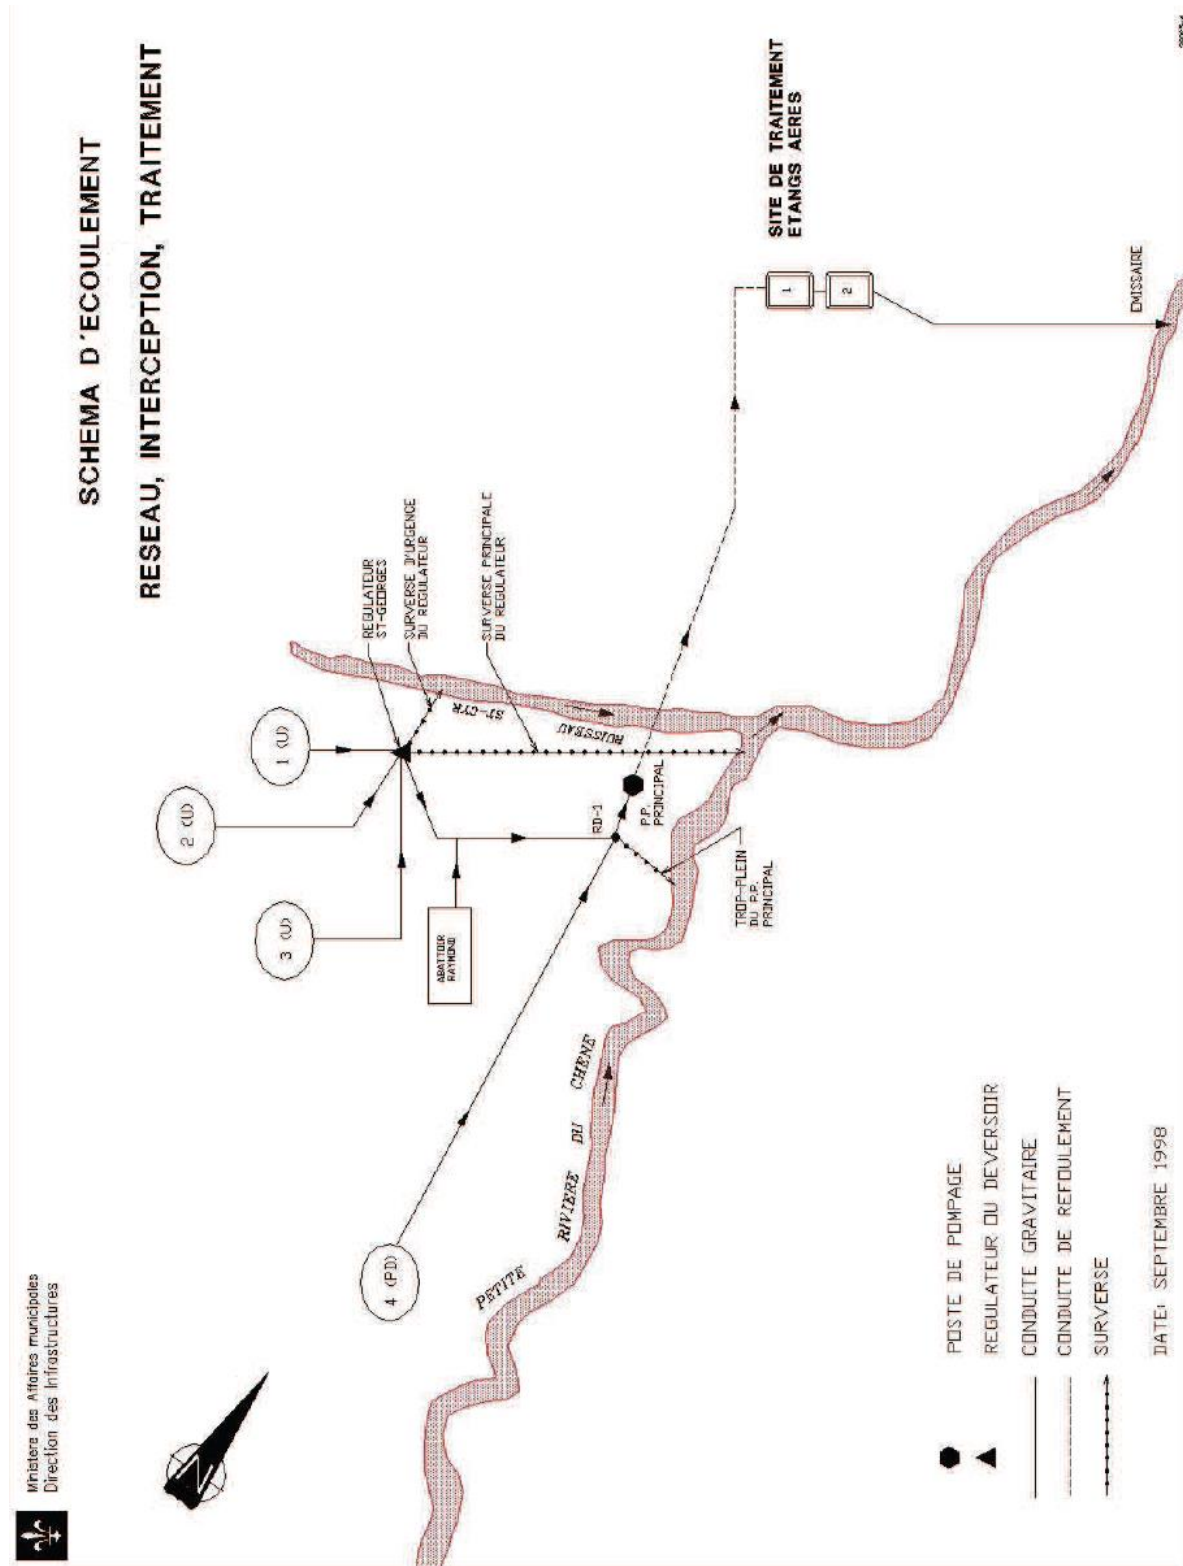 Ministere des Affaires municipales
Direction des Infrastructures
SCHEMA D'ECOULEMENT
RESEAU, INTERCEPTION, TRAITEMENT
1 (U)
2 (U)
3 (U)
4 (PD)
REGULATEUR
ST-GEORGES
SURVERSE D'URGENCE
DU REGULATEUR
SURVERSE PRINCIPALE
DU REGULATEUR
ABATTOIR
RAYMOND
RUISSEAU ST-CYR
RD-1
P.P.
PRINCIPAL
TROP-PLEIN
DU P.P.
PRINCIPAL
PETITE RIVIERE DU CHENE
SITE DE TRAITEMENT
ETANGS AERES
1
2
EMISSAIRE
POSTE DE POMPAGE
REGULATEUR OU DEVERSOIR
CONDUITE GRAVITAIRE
CONDUITE DE REFOULEMENT
SURVERSE
DATE: SEPTEMBRE 1998
N